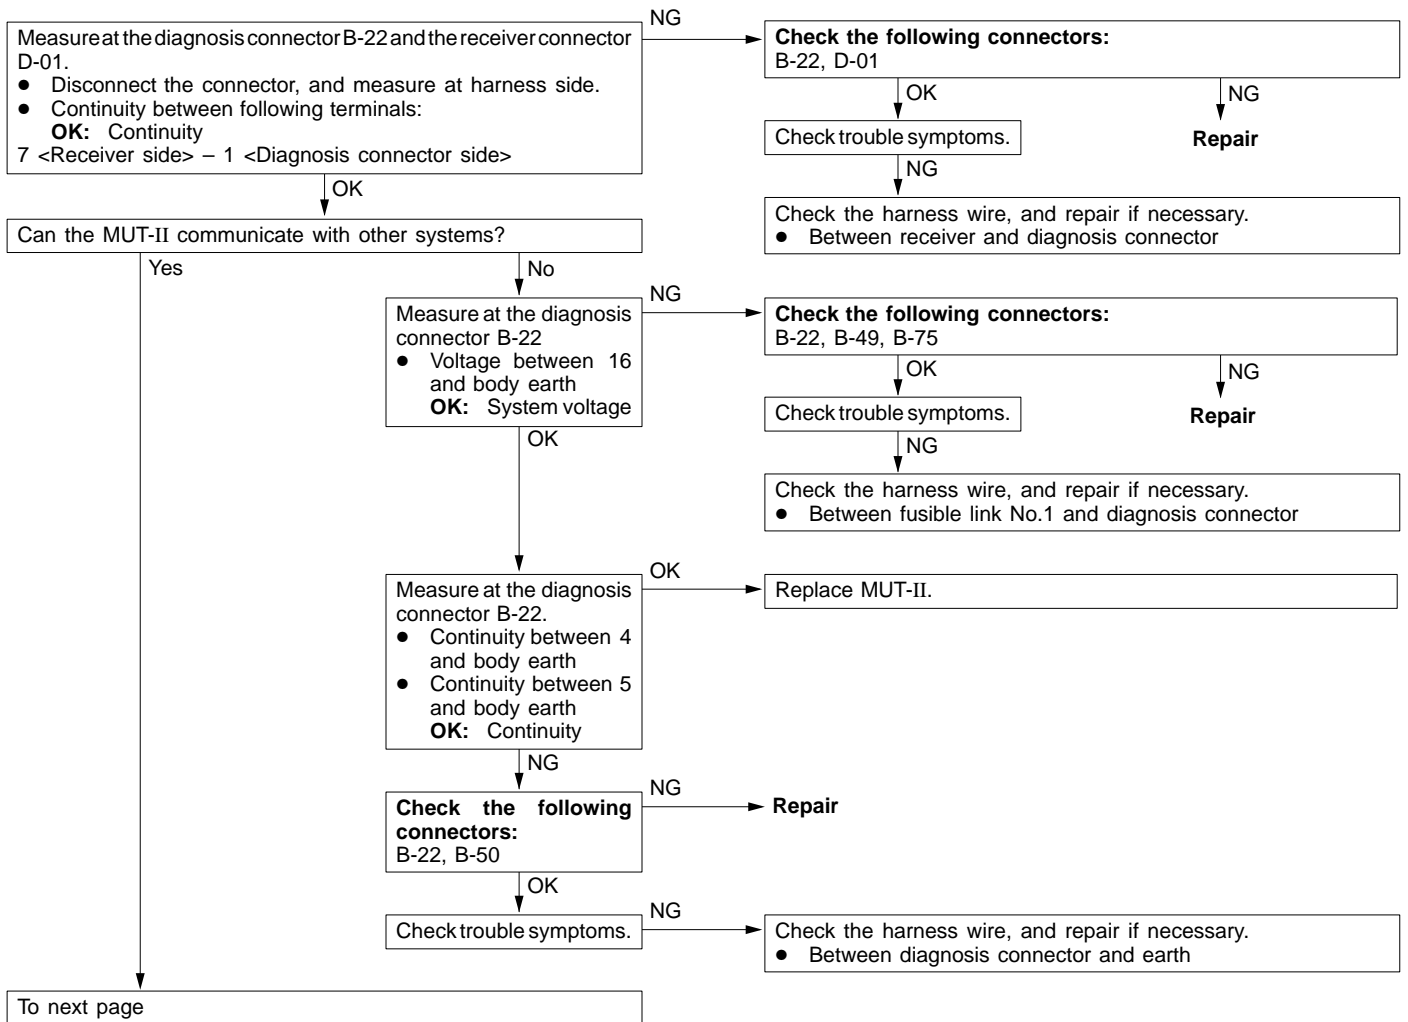 Measure at the diagnosis connector B-22 and the receiver connector
D-01.
● Disconnect the connector, and measure at harness side.
● Continuity between following terminals:
OK: Continuity
7 <Receiver side> – 1 <Diagnosis connector side>
NG
Check the following connectors:
B-22, D-01
OK
NG
Check trouble symptoms.
Repair
NG
Check the harness wire, and repair if necessary.
● Between receiver and diagnosis connector
OK
Can the MUT-II communicate with other systems?
Yes
No
Measure at the diagnosis
connector B-22
● Voltage between 16
and body earth
OK: System voltage
NG
Check the following connectors:
B-22, B-49, B-75
OK
NG
Check trouble symptoms.
Repair
NG
Check the harness wire, and repair if necessary.
● Between fusible link No.1 and diagnosis connector
OK
Measure at the diagnosis
connector B-22.
● Continuity between 4
and body earth
● Continuity between 5
and body earth
OK: Continuity
OK
Replace MUT-II.
NG
Check the following
connectors:
B-22, B-50
NG
Repair
OK
Check trouble symptoms.
NG
Check the harness wire, and repair if necessary.
● Between diagnosis connector and earth
To next page